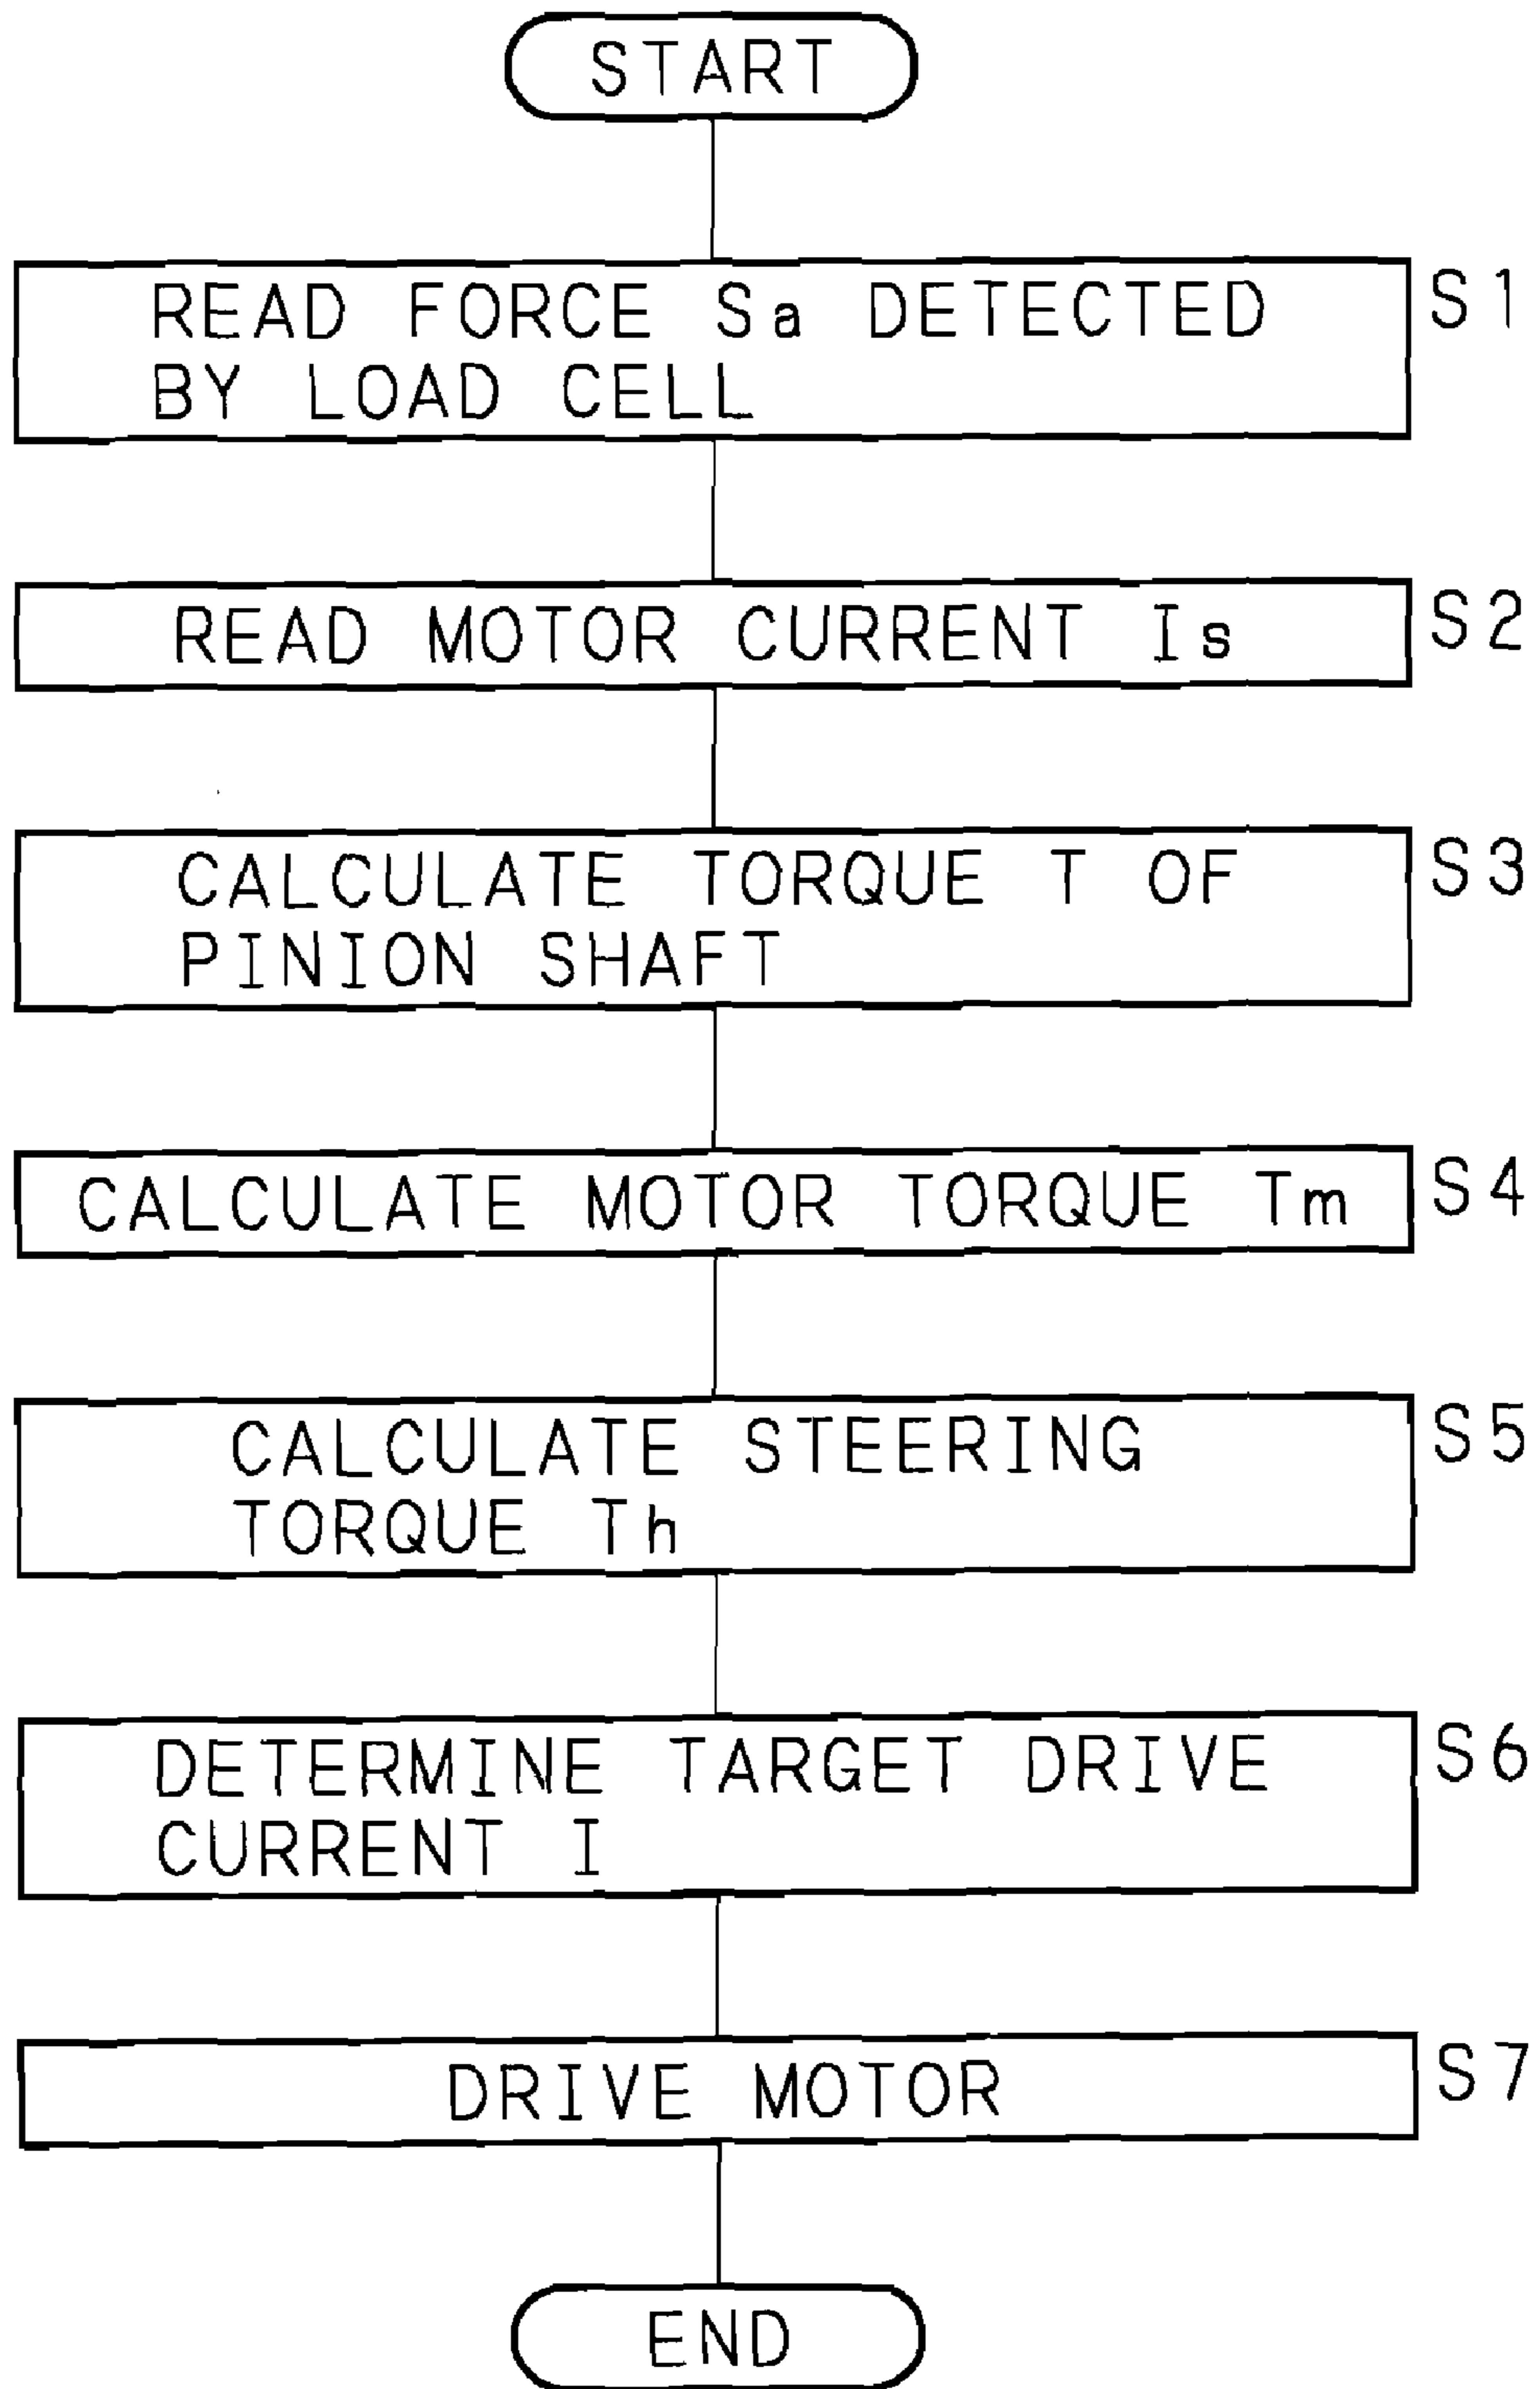 START
READ FORCE Sa DETECTED S1
BY LOAD CELL
READ MOTOR CURRENT Is S2
CALCULATE TORQUE T OF S3
PINION SHAFT
CALCULATE MOTOR TORQUE Tm S4
CALCULATE STEERING S5
TORQUE Th
DETERMINE TARGET DRIVE S6
CURRENT I
DRIVE MOTOR S7
END